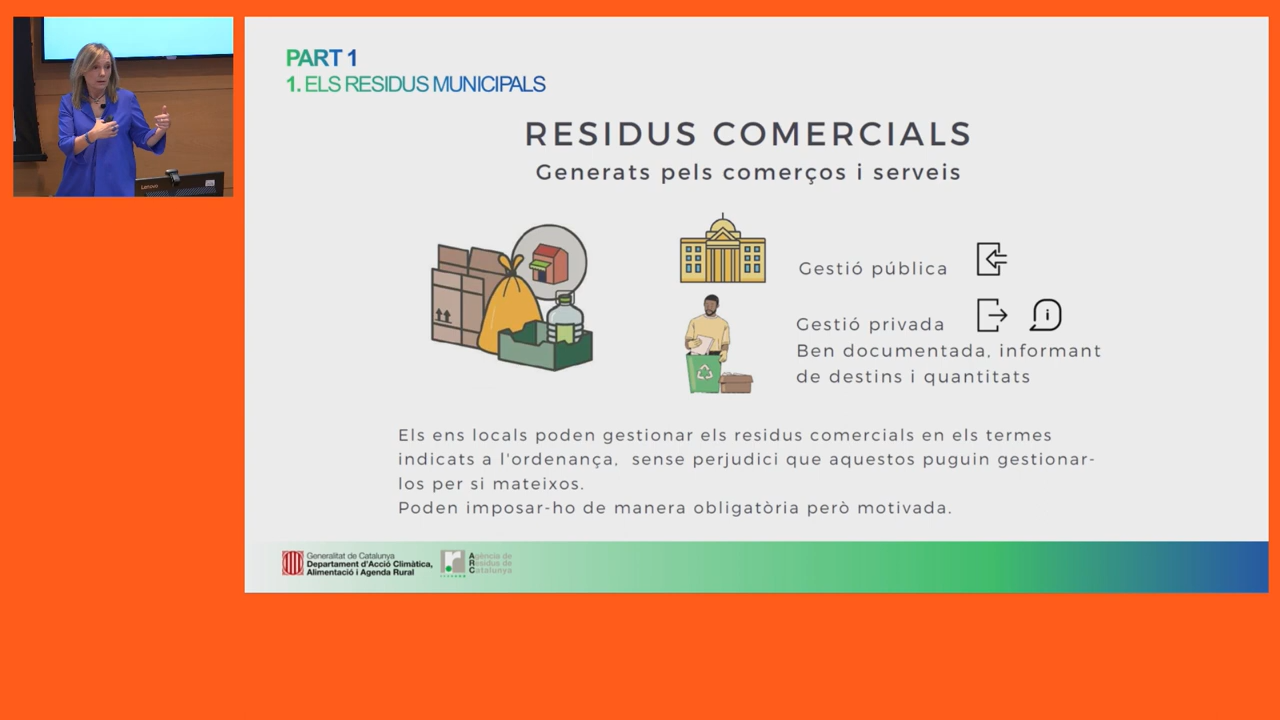 PART 1
1. ELS RESIDUS MUNICIPALS
RESIDUS COMERCIALS
Generats pels comerços i serveis
Gestió pública
Gestió privada
Ben documentada, informant
de destins i quantitats
Els ens locals poden gestionar els residus comercials en els termes
indicats a l'ordenança, sense perjudici que aquestos puguin gestionar-
los per si mateixos.
Poden imposar-ho de manera obligatòria però motivada.
Generalitat de Catalunya
Departament d'Acció Climàtica,
Alimentació i Agenda Rural
Agència de
Residus de
Catalunya
Lenovo